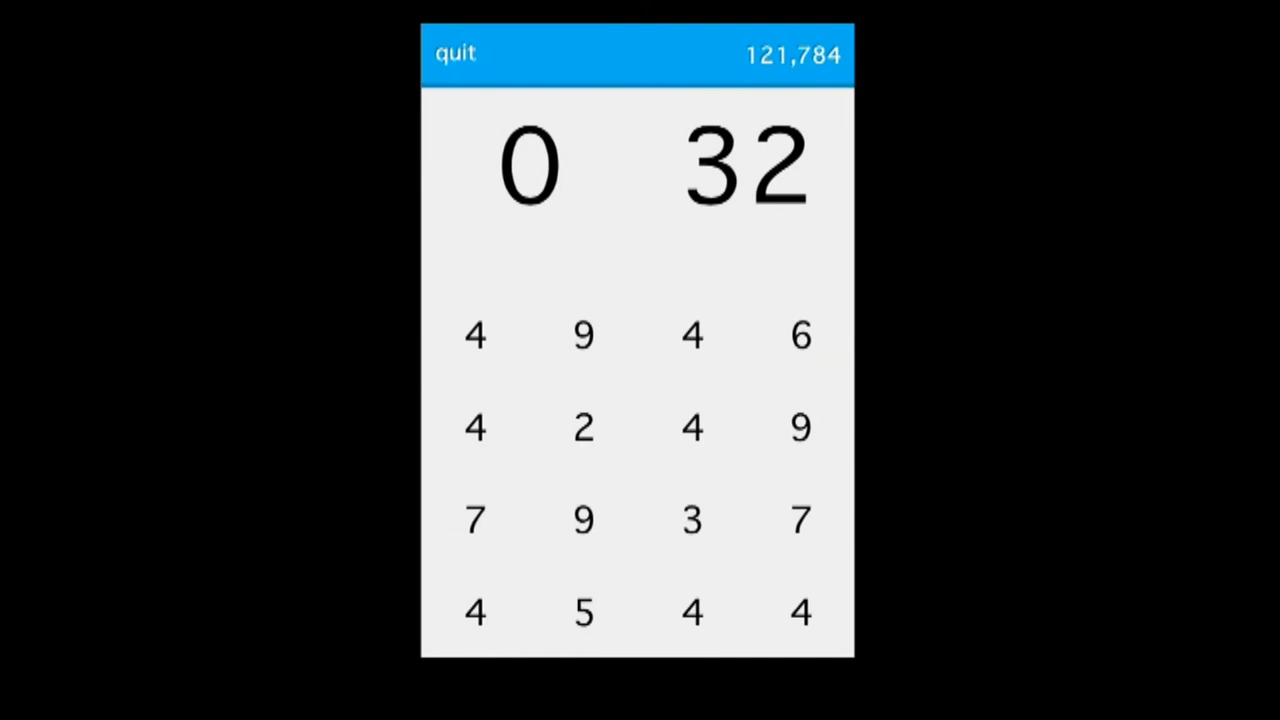 quit 121,784
0 32
4 9 4 6
4 2 4 9
7 9 3 7
4 5 4 4